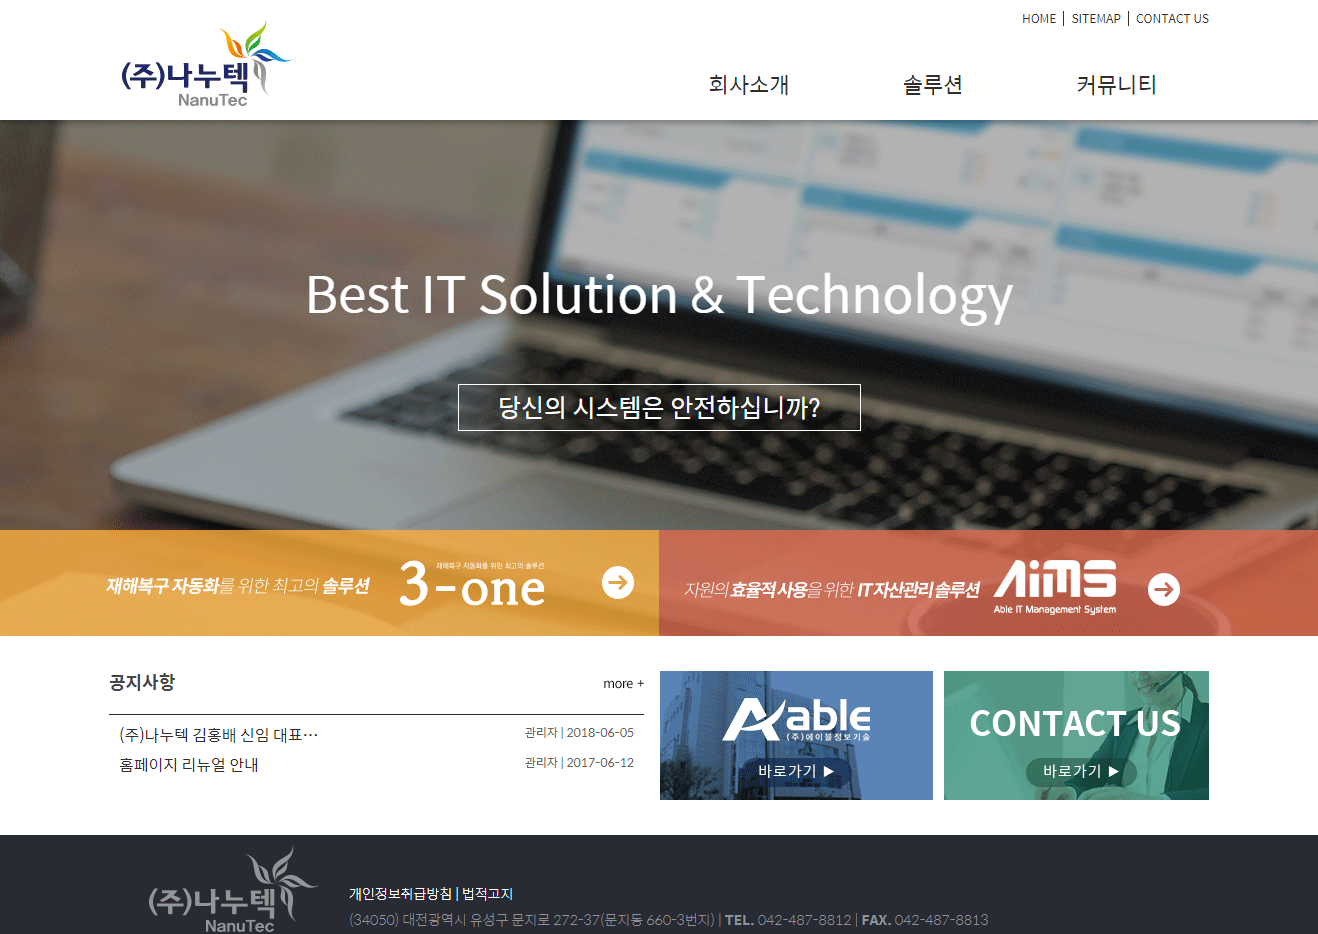 HOME | SITEMAP | CONTACT US
(주)나누텍
NanuTec
회사소개 솔루션 커뮤니티
Best IT Solution & Technology
당신의 시스템은 안전하십니까?
재해복구 자동화를 위한 최고의 솔루션
재해복구 자동화를 위한 최고의 솔루션
3-one
자원의 효율적 사용을 위한 IT 자산관리 솔루션
AiMS
Able IT Management System
공지사항
more +
(주)나누텍 김홍배 신임 대표…
관리자 | 2018-06-05
홈페이지 리뉴얼 안내
관리자 | 2017-06-12
able
(주)에이블정보기술
바로가기 ▶
CONTACT US
바로가기 ▶
(주)나누텍
NanuTec
개인정보취급방침 | 법적고지
(34050) 대전광역시 유성구 문지로 272-37(문지동 660-3번지) | TEL. 042-487-8812 | FAX. 042-487-8813